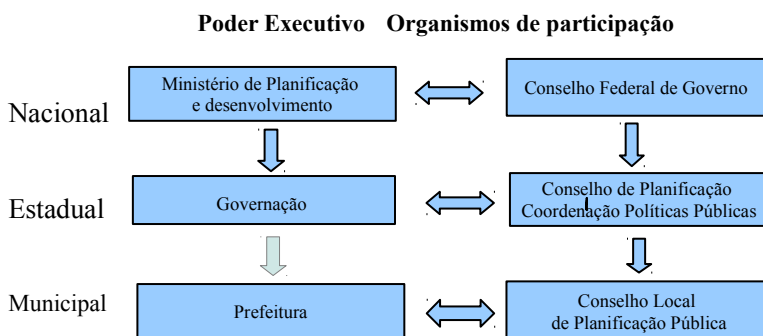 Poder Executivo Organismos de participação
Ministério de Planificação
e desenvolvimento
Conselho Federal de Governo
Nacional
Estadual
Governação
Conselho de Planificação
Coordenação Políticas Públicas
Municipal
Prefeitura
Conselho Local
de Planificação Pública